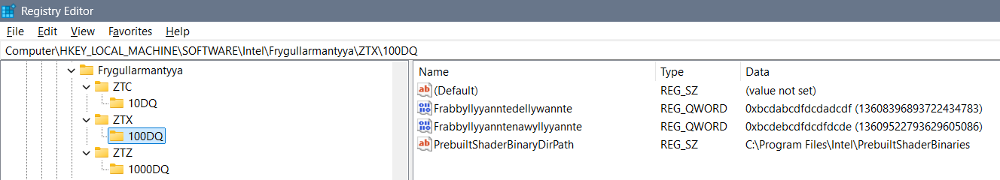 Registry Editor
File Edit View Favorites Help
Computer\HKEY_LOCAL_MACHINE\SOFTWARE\Intel\Frygullarmantyya\ZTX\100DQ
Frygullarmantyya
ZTC
10DQ
ZTX
100DQ
ZTZ
1000DQ
Name Type Data
(Default) REG_SZ (value not set)
Frabbyllyyanntedellywannte REG_QWORD 0xbcdabcdfdcdadcdf (13608396893722434783)
Frabbyllyyanntenawyllyyannte REG_QWORD 0xbcdebcdfdcdfdcde (13609522793629605086)
PrebuiltShaderBinaryDirPath REG_SZ C:\Program Files\Intel\PrebuiltShaderBinaries